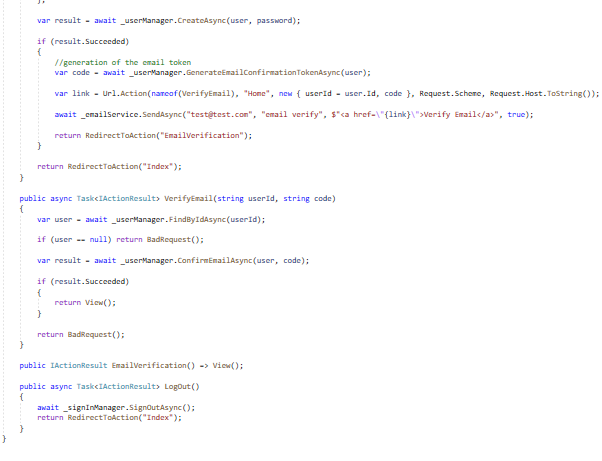 };
var result = await _userManager.CreateAsync(user, password);
if (result.Succeeded)
{
//generation of the email token
var code = await _userManager.GenerateEmailConfirmationTokenAsync(user);
var link = Url.Action(nameof(VerifyEmail), "Home", new { userId = user.Id, code }, Request.Scheme, Request.Host.ToString());
await _emailService.SendAsync("test@test.com", "email verify", $"<a href=\"{link}\">Verify Email</a>", true);
return RedirectToAction("EmailVerification");
}
return RedirectToAction("Index");
}
public async Task<IActionResult> VerifyEmail(string userId, string code)
{
var user = await _userManager.FindByIdAsync(userId);
if (user == null) return BadRequest();
var result = await _userManager.ConfirmEmailAsync(user, code);
if (result.Succeeded)
{
return View();
}
return BadRequest();
}
public IActionResult EmailVerification() => View();
public async Task<IActionResult> LogOut()
{
await _signInManager.SignOutAsync();
return RedirectToAction("Index");
}
}